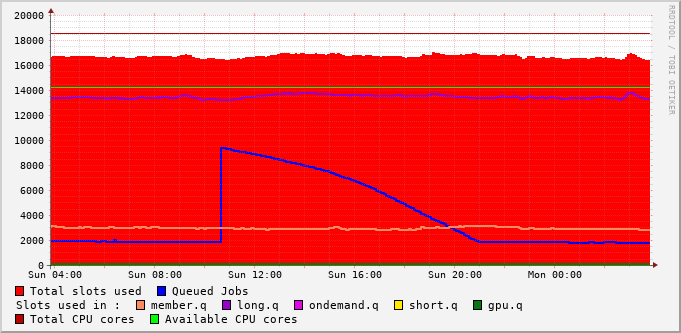 20000
18000
16000
14000
12000
10000
8000
6000
4000
2000
0
Sun 04:00 Sun 08:00 Sun 12:00 Sun 16:00 Sun 20:00 Mon 00:00
Total slots used Queued Jobs
Slots used in : member.q long.q ondemand.q short.q gpu.q
Total CPU cores Available CPU cores
RRDTOOL / TOBI OETIKER